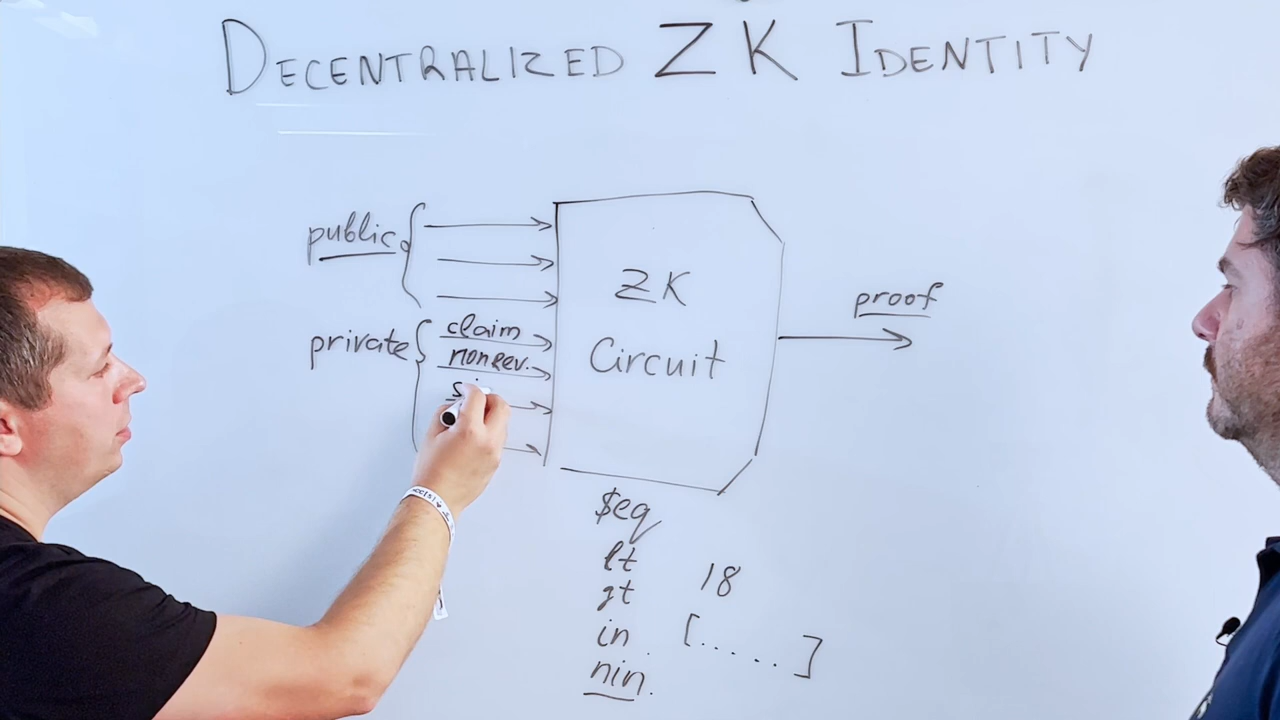 DECENTRALIZED ZK IDENTITY
public
private
claim
nonrev.
ZK
Circuit
proof
$eq
lt
gt 18
in [.....]
nin.